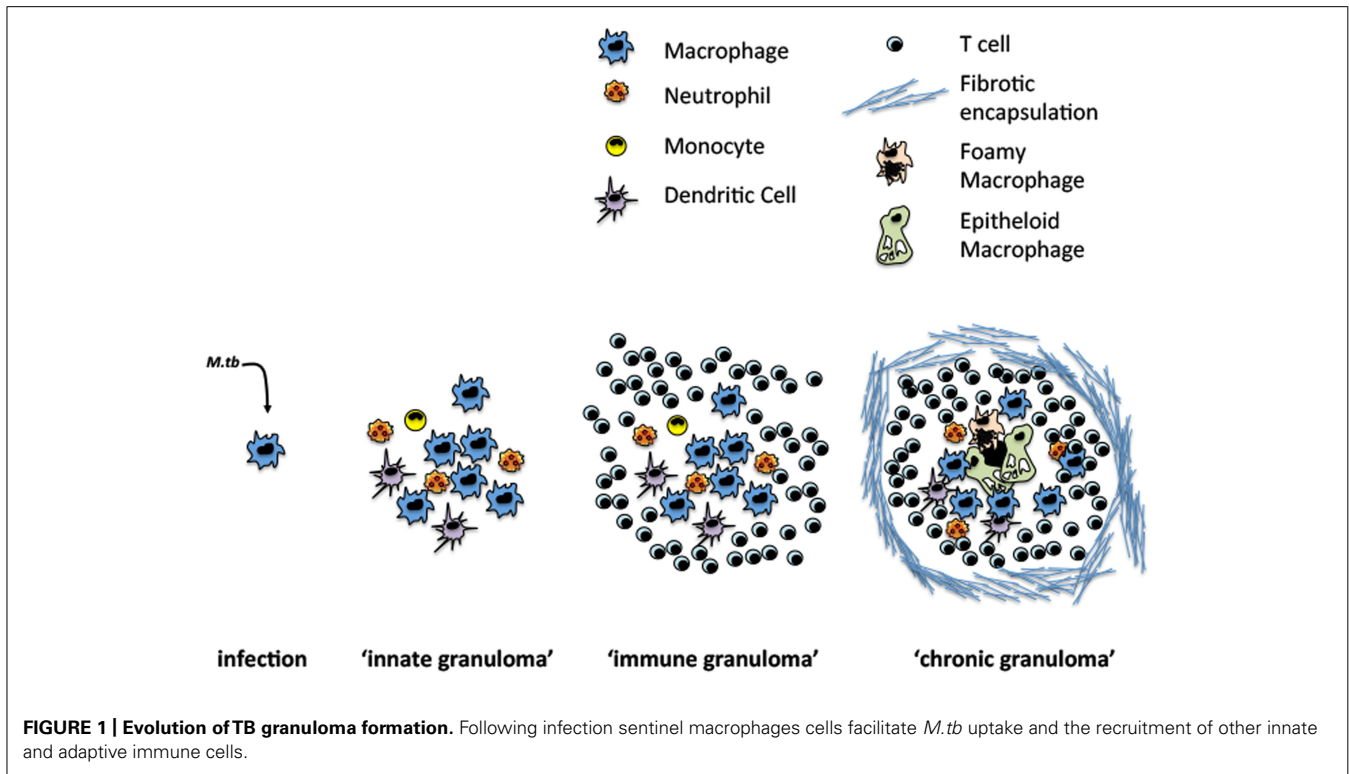 Macrophage
Neutrophil
Monocyte
Dendritic Cell
T cell
Fibrotic
encapsulation
Foamy
Macrophage
Epitheloid
Macrophage
M.tb
infection
‘innate granuloma’
‘immune granuloma’
‘chronic granuloma’
FIGURE 1 | Evolution of TB granuloma formation. Following infection sentinel macrophages cells facilitate M.tb uptake and the recruitment of other innate
and adaptive immune cells.